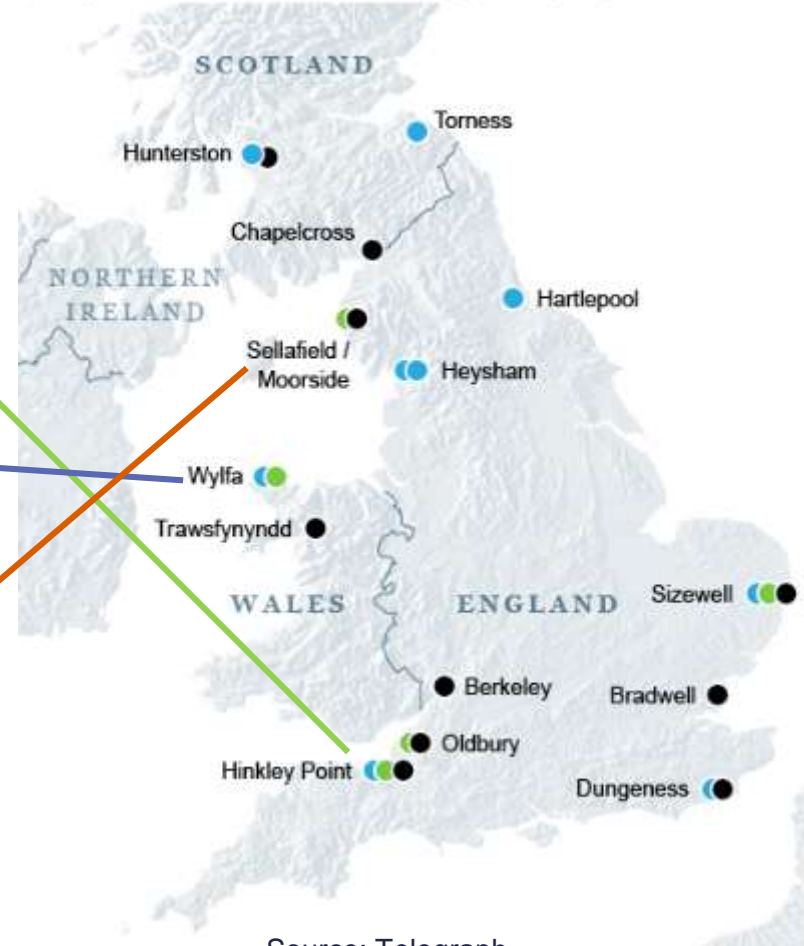 SCOTLAND
Torness
Hunterston
Chapelcross
NORTHERN
IRELAND
Hartlepool
Sellafield /
Moorside
Heysham
Wylfa
Trawsfynyndd
WALES
ENGLAND
Sizewell
Berkeley
Bradwell
Oldbury
Hinkley Point
Dungeness
Source: Telegraph